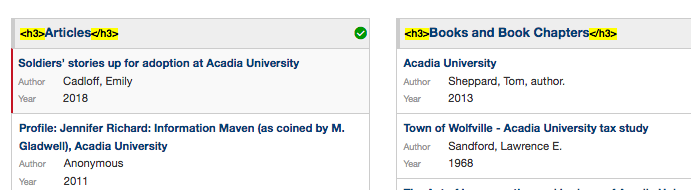 <h3>Articles</h3>
Soldiers' stories up for adoption at Acadia University
Author Cadloff, Emily
Year 2018
Profile: Jennifer Richard: Information Maven (as coined by M.
Gladwell), Acadia University
Author Anonymous
Year 2011
<h3>Books and Book Chapters</h3>
Acadia University
Author Sheppard, Tom, author.
Year 2013
Town of Wolfville - Acadia University tax study
Author Sandford, Lawrence E.
Year 1968